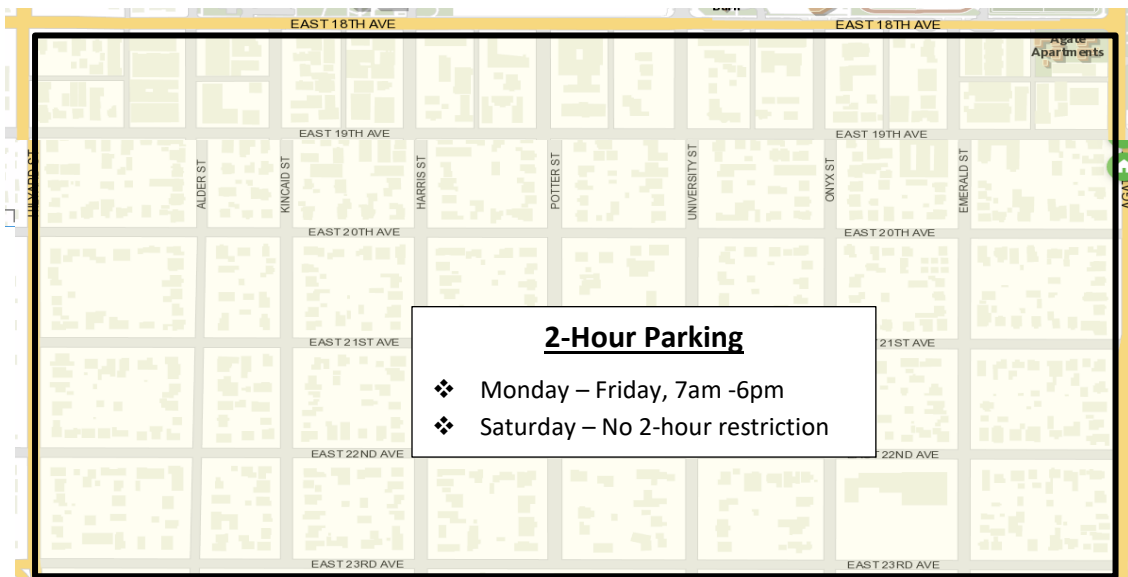 EAST 18TH AVE EAST 18TH AVE
Agate
Apartments
EAST 19TH AVE EAST 19TH AVE
ALDER ST
KINCAID ST
HARRIS ST
POTTER ST
UNIVERSITY ST
ONYX ST
EMERALD ST
EAST 20TH AVE EAST 20TH AVE
2-Hour Parking
EAST 21ST AVE 21ST AVE
❖ Monday – Friday, 7am -6pm
❖ Saturday – No 2-hour restriction
EAST 22ND AVE 22ND AVE
EAST 23RD AVE EAST 23RD AVE